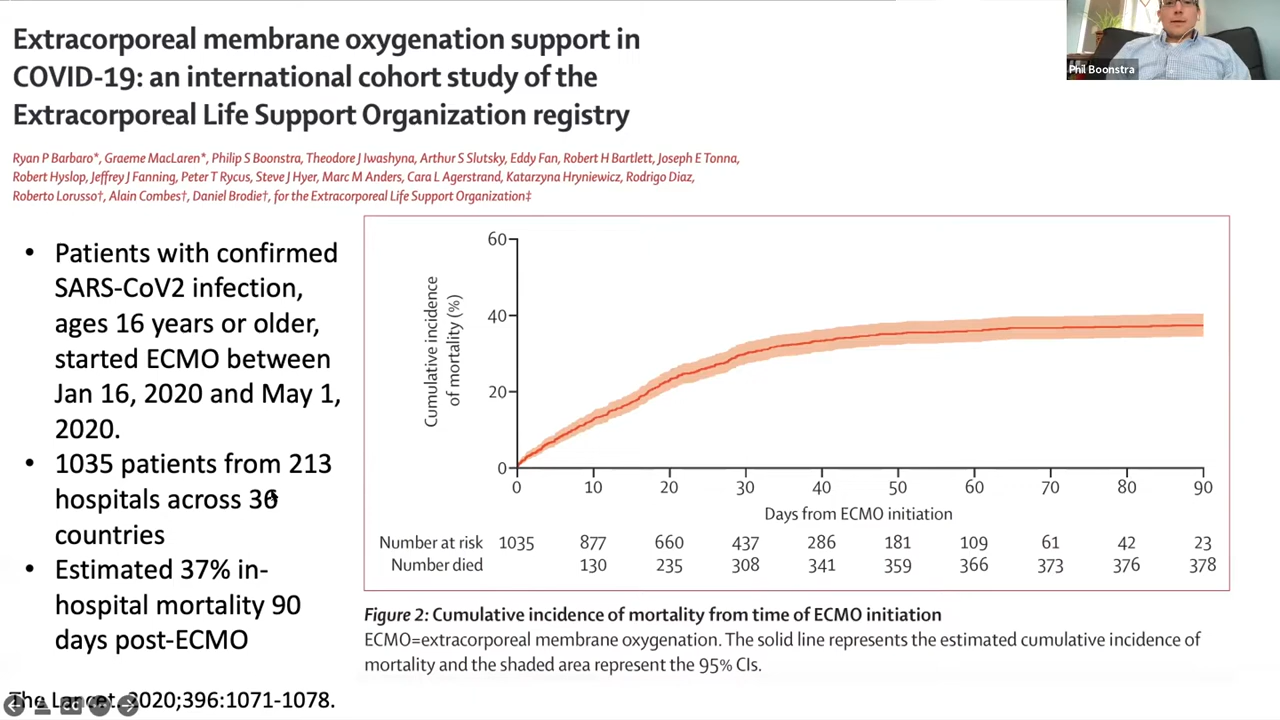 Extracorporeal membrane oxygenation support in
COVID-19: an international cohort study of the
Extracorporeal Life Support Organization registry
Phil Boonstra
Ryan P Barbaro*, Graeme MacLaren*, Philip S Boonstra, Theodore J Iwashyna, Arthur S Slutsky, Eddy Fan, Robert H Bartlett, Joseph E Tonna,
Robert Hyslop, Jeffrey J Fanning, Peter T Rycus, Steve J Hyer, Marc M Anders, Cara L Agerstrand, Katarzyna Hryniewicz, Rodrigo Diaz,
Roberto Lorusso†, Alain Combes†, Daniel Brodie†, for the Extracorporeal Life Support Organization‡
• Patients with confirmed
SARS-CoV2 infection,
ages 16 years or older,
started ECMO between
Jan 16, 2020 and May 1,
2020.
• 1035 patients from 213
hospitals across 36
countries
• Estimated 37% in-
hospital mortality 90
days post-ECMO
The Lancet. 2020;396:1071-1078.
Cumulative incidence
of mortality (%)
60
40
20
0
0 10 20 30 40 50 60 70 80 90
Days from ECMO initiation
Number at risk 1035 877 660 437 286 181 109 61 42 23
Number died 130 235 308 341 359 366 373 376 378
Figure 2: Cumulative incidence of mortality from time of ECMO initiation
ECMO=extracorporeal membrane oxygenation. The solid line represents the estimated cumulative incidence of
mortality and the shaded area represent the 95% CIs.